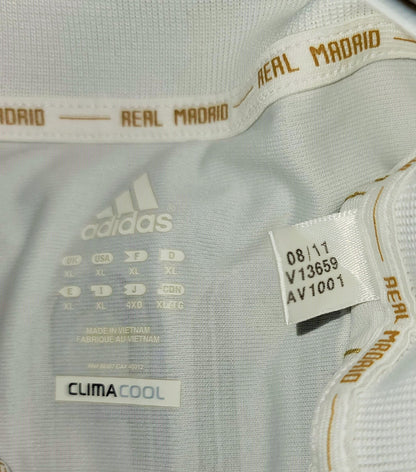 REAL MADRID
MADRID
REAL MADRID
adidas
UK USA F D
XL XL XL XL
E I J CDN
XL XL 4XO XL/TG
MADE IN VIETNAM
FABRIQUE AU VIETNAM
CLIMACOOL
08/11
V13659
AV1001
REAL MADRID